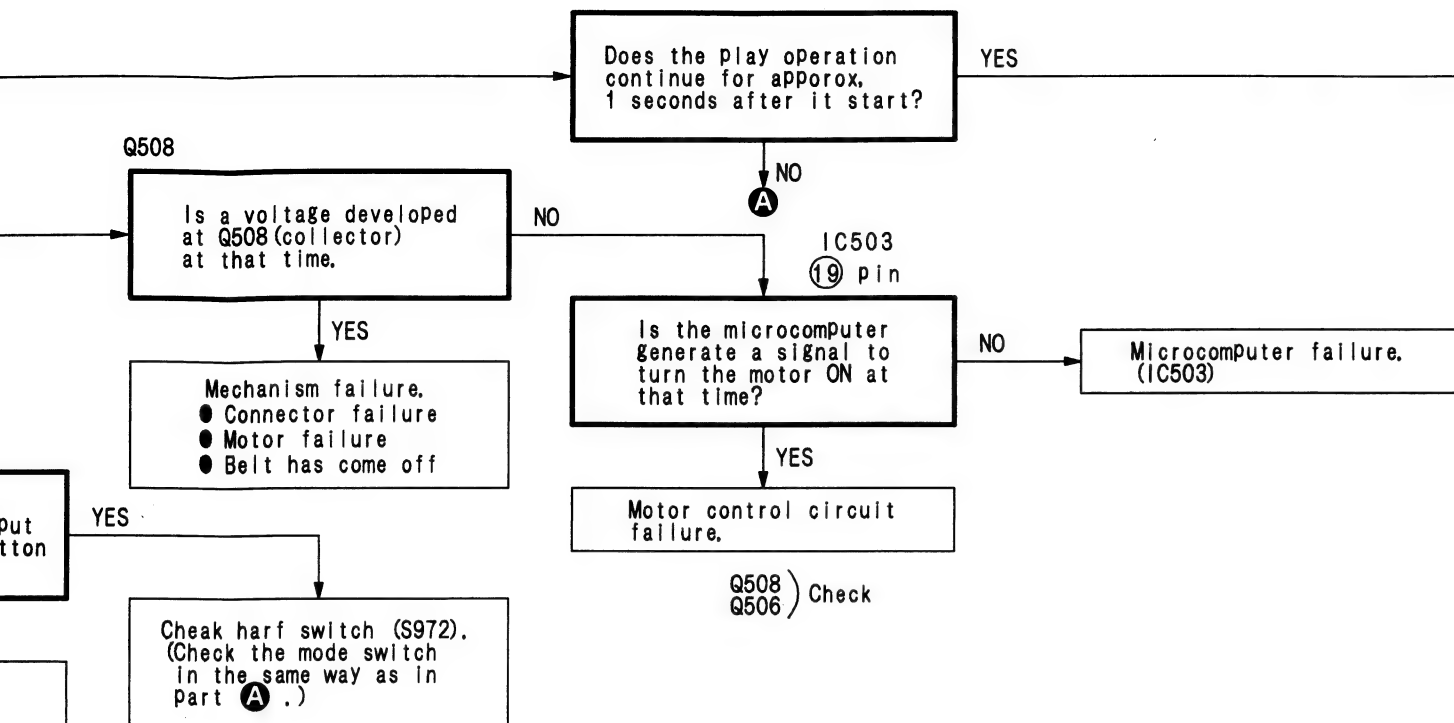 Does the play operation
continue for apporox.
1 seconds after it start?
YES
NO
A
Q508
Is a voltage developed
at Q508 (collector)
at that time.
NO
YES
IC503
19 pin
Is the microcomputer
generate a signal to
turn the motor ON at
that time?
NO
Microcomputer failure.
(IC503)
YES
Mechanism failure.
● Connector failure
● Motor failure
● Belt has come off
Motor control circuit
failure.
Q508
Q506 ) Check
put
tton
YES
Cheak harf switch (S972).
(Check the mode switch
in the same way as in
part A .)